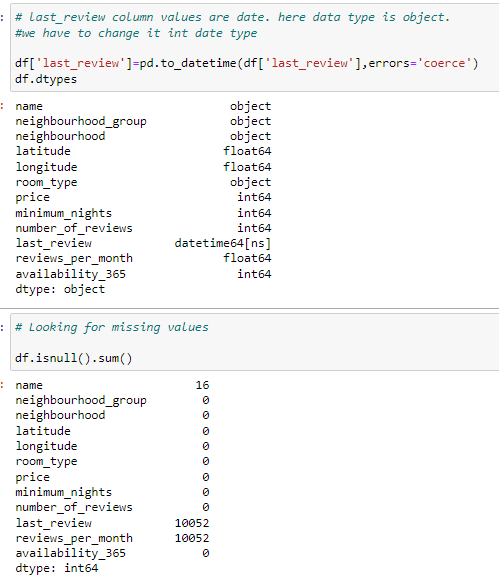 # last_review column values are date. here data type is object.
#we have to change it int date type
df['last_review']=pd.to_datetime(df['last_review'],errors='coerce')
df.dtypes
name object
neighbourhood_group object
neighbourhood object
latitude float64
longitude float64
room_type object
price int64
minimum_nights int64
number_of_reviews int64
last_review datetime64[ns]
reviews_per_month float64
availability_365 int64
dtype: object
# Looking for missing values
df.isnull().sum()
name 16
neighbourhood_group 0
neighbourhood 0
latitude 0
longitude 0
room_type 0
price 0
minimum_nights 0
number_of_reviews 0
last_review 10052
reviews_per_month 10052
availability_365 0
dtype: int64